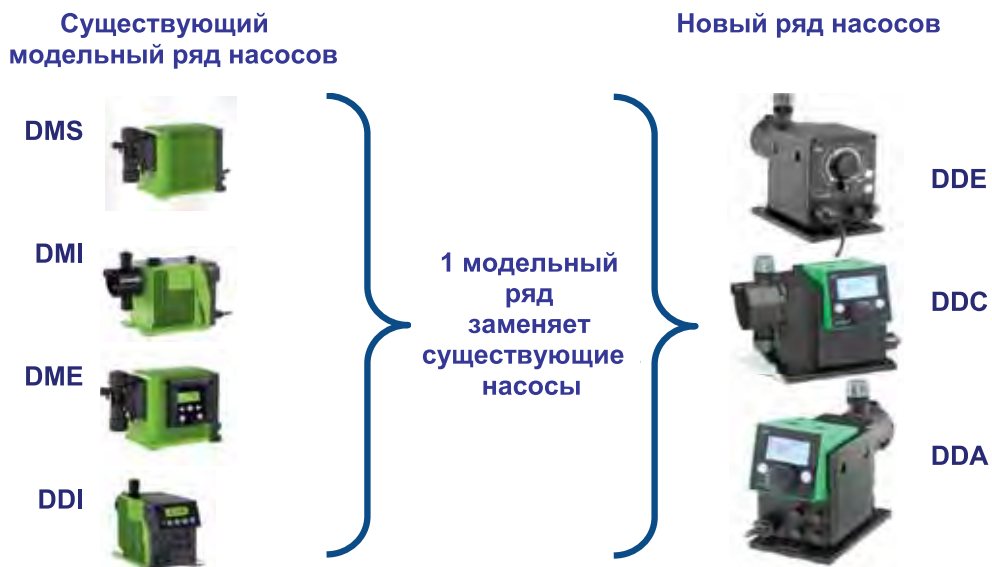 Существующий
модельный ряд насосов
DMS
DMI
DME
DDI
1 модельный
ряд
заменяет
существующие
насосы
Новый ряд насосов
DDE
DDC
DDA